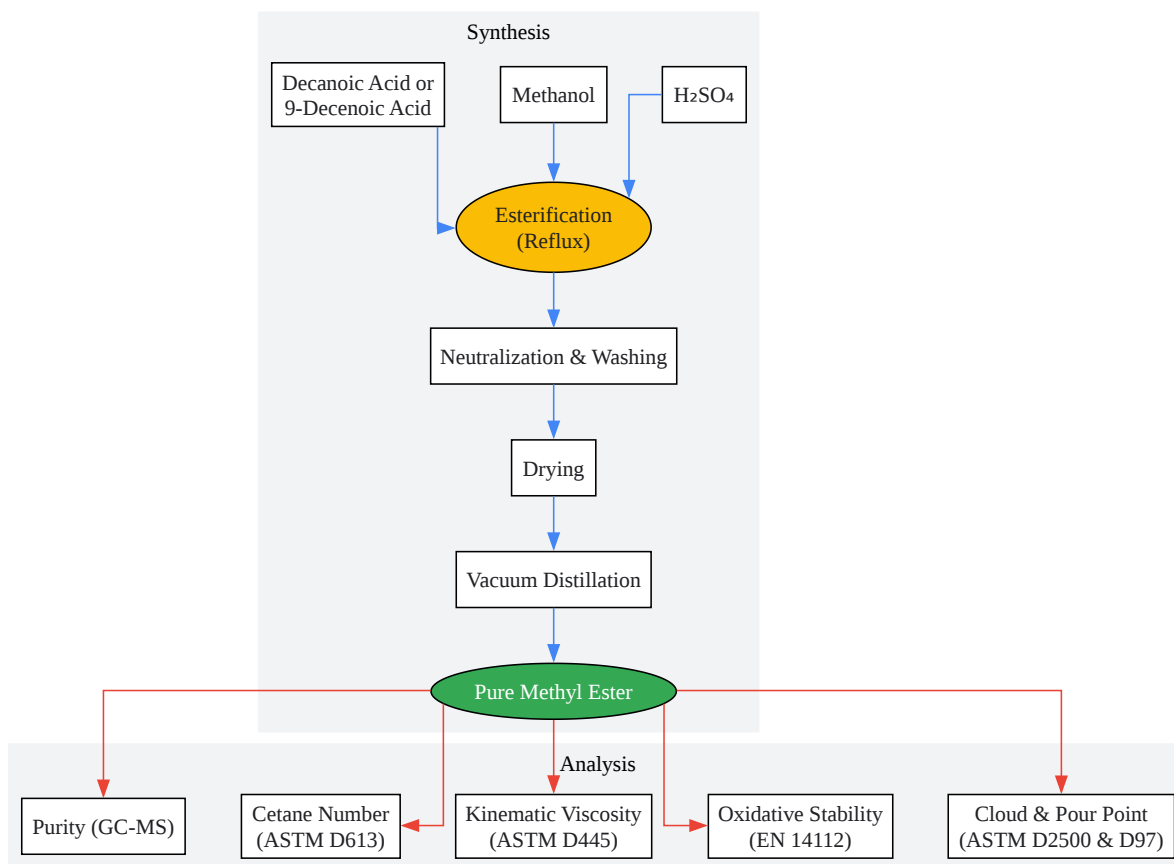 Synthesis
Decanoic Acid or
9-Decenoic Acid
Methanol
H₂SO₄
Esterification
(Reflux)
Neutralization & Washing
Drying
Vacuum Distillation
Pure Methyl Ester
Analysis
Purity (GC-MS)
Cetane Number
(ASTM D613)
Kinematic Viscosity
(ASTM D445)
Oxidative Stability
(EN 14112)
Cloud & Pour Point
(ASTM D2500 & D97)